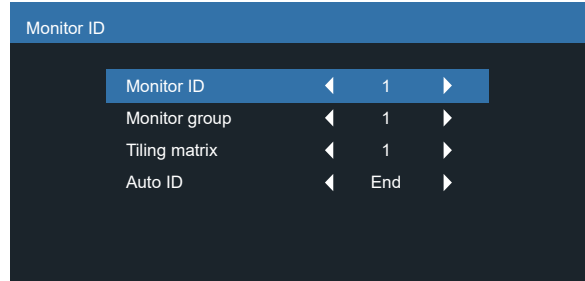 Monitor ID
Monitor ID 1
Monitor group 1
Tiling matrix 1
Auto ID End